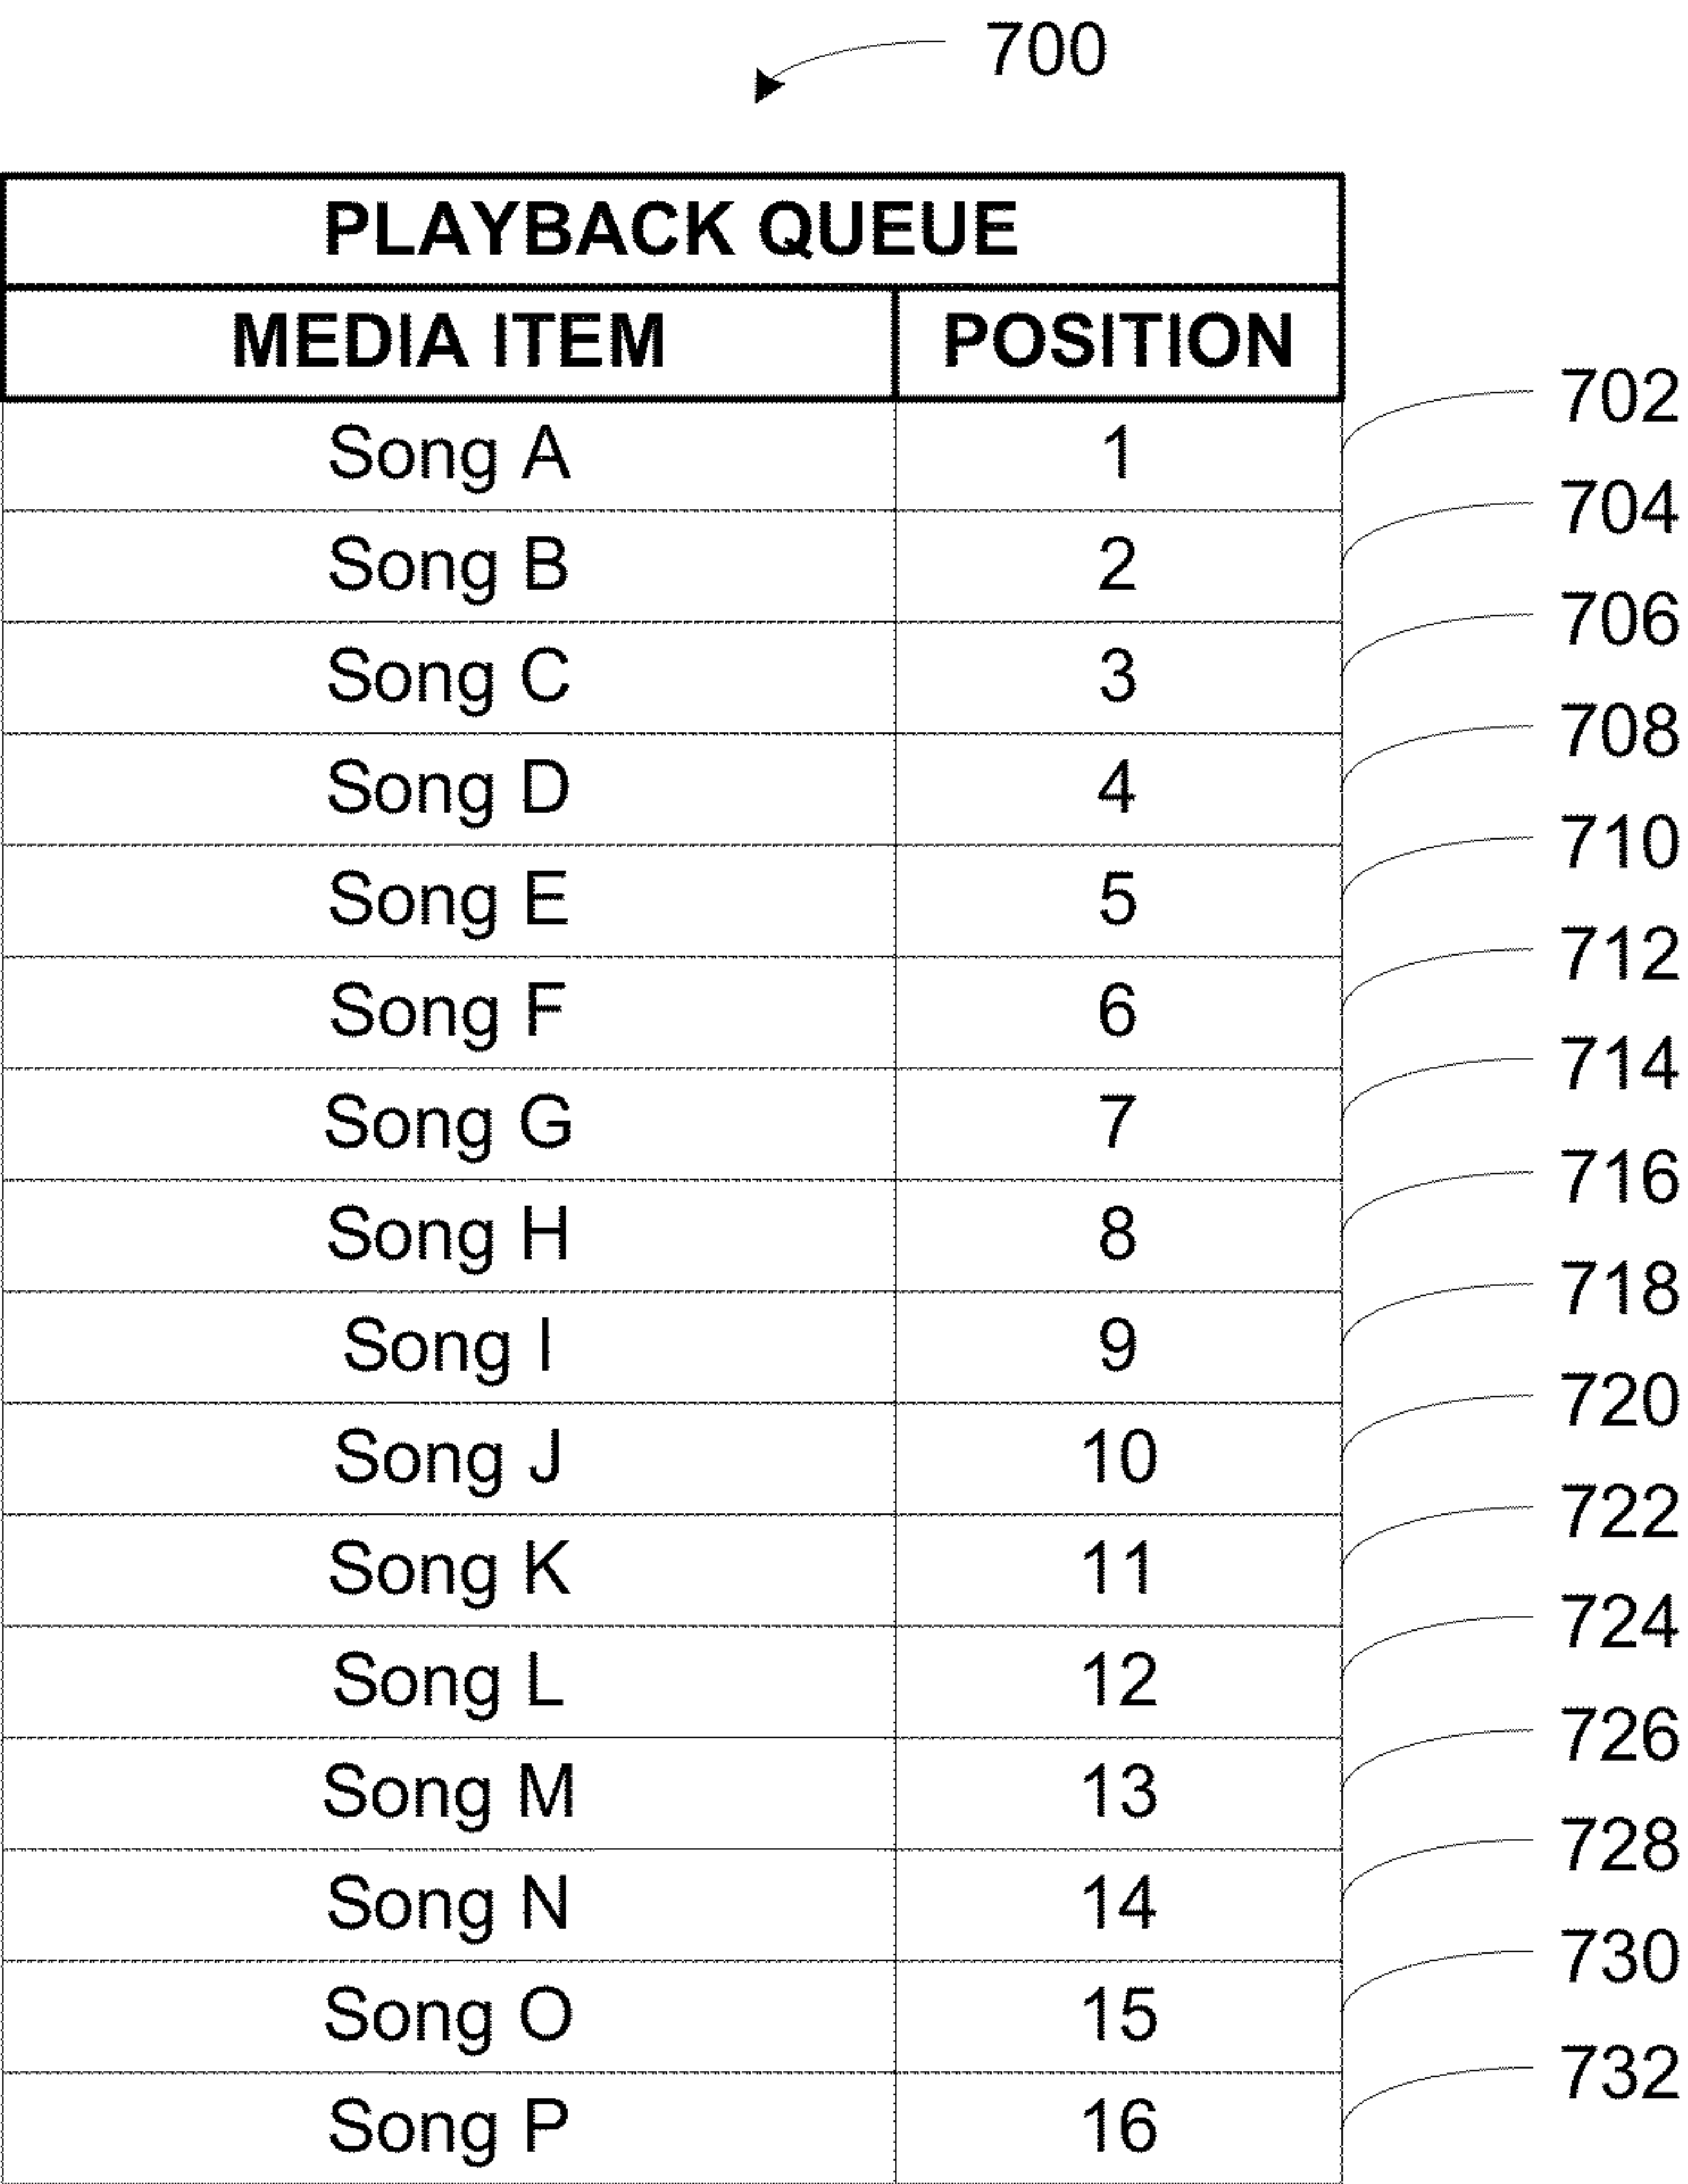 700
PLAYBACK QUEUE
MEDIA ITEM POSITION
Song A 1 702
Song B 2 704
Song C 3 706
Song D 4 708
Song E 5 710
Song F 6 712
Song G 7 714
Song H 8 716
Song I 9 718
Song J 10 720
Song K 11 722
Song L 12 724
Song M 13 726
Song N 14 728
Song O 15 730
Song P 16 732